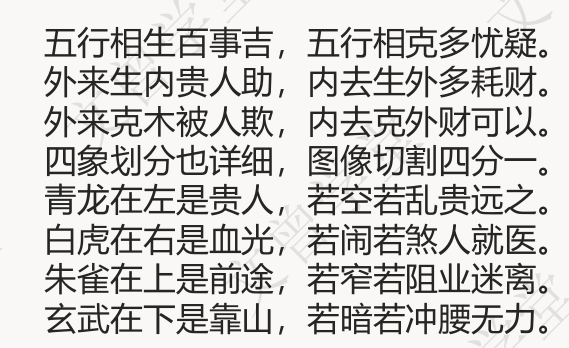 五行相生百事吉，五行相克多忧疑。
外来生内贵人助，内去生外多耗财。
外来克木被人欺，内去克外财可以。
四象划分也详细，图像切割四分一。
青龙在左是贵人，若空若乱贵远之。
白虎在右是血光，若闹若煞人就医。
朱雀在上是前途，若窄若阻业迷离。
玄武在下是靠山，若暗若冲腰无力。